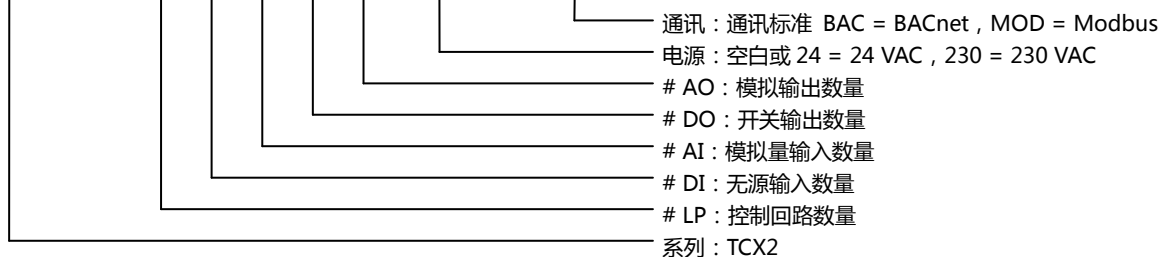 通讯：通讯标准 BAC = BACnet，MOD = Modbus
电源：空白或 24 = 24 VAC，230 = 230 VAC
# AO：模拟输出数量
# DO：开关输出数量
# AI：模拟量输入数量
# DI：无源输入数量
# LP：控制回路数量
系列：TCX2